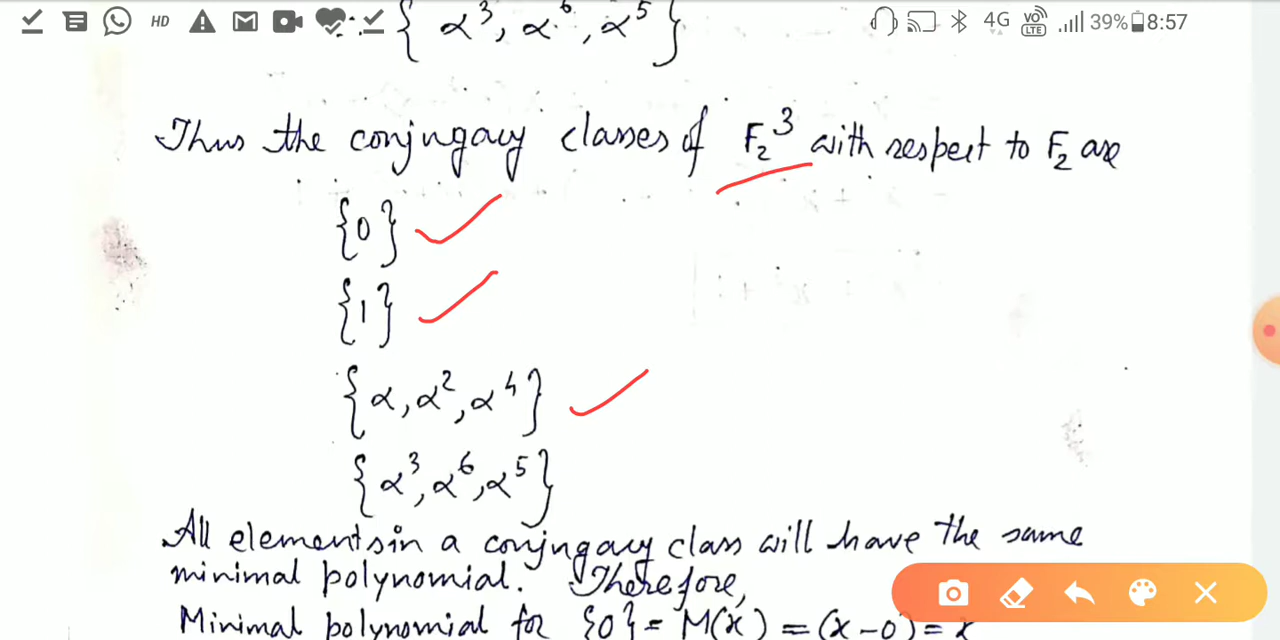 HD 4G VO LTE 39% 8:57
{ α³, α⁶, α⁵ }
Thus the conjugacy classes of F₂³ with respect to F₂ are
{0}
{1}
{α, α², α⁴}
{α³, α⁶, α⁵}
All elements in a conjugacy class will have the same
minimal polynomial. Therefore,
Minimal polynomial for {0} = M(x) = (x-0) = x